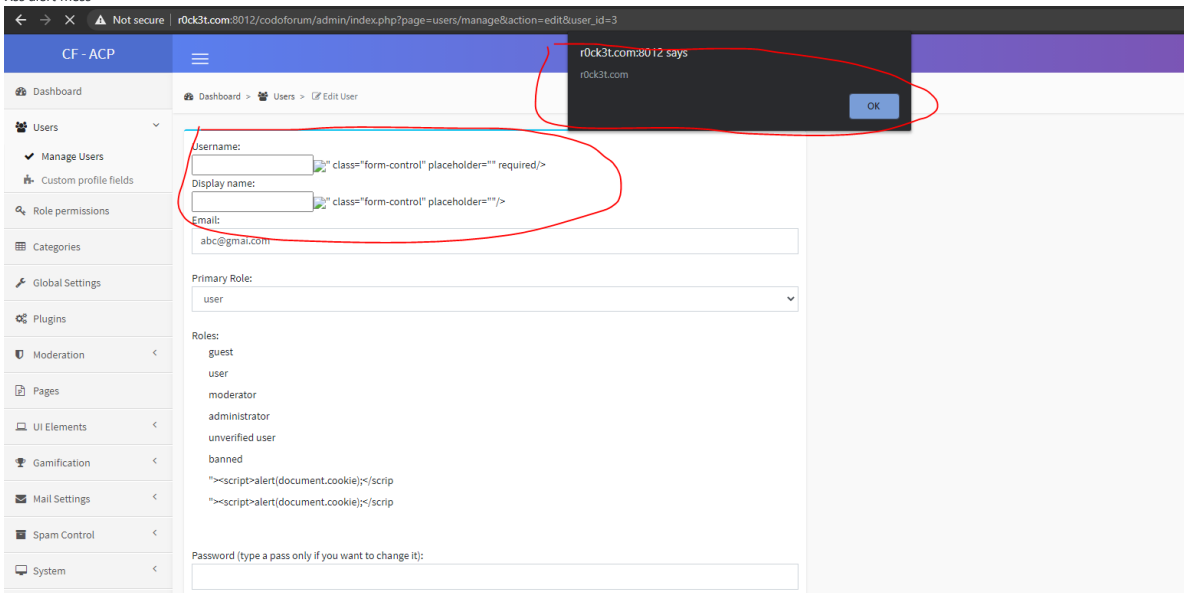 Not secure r0ck3t.com:8012/codoforum/admin/index.php?page=users/manage&action=edit&user_id=3
CF - ACP
r0ck3t.com:8012 says
r0ck3t.com
OK
Dashboard
Dashboard > Users > Edit User
Users
Manage Users
Custom profile fields
Role permissions
Categories
Global Settings
Plugins
Moderation
Pages
UI Elements
Gamification
Mail Settings
Spam Control
System
Username:
" class="form-control" placeholder="" required/>
Display name:
" class="form-control" placeholder=""/>
Email:
abc@gmai.com
Primary Role:
user
Roles:
guest
user
moderator
administrator
unverified user
banned
"><script>alert(document.cookie);</scrip
"><script>alert(document.cookie);</scrip
Password (type a pass only if you want to change it):